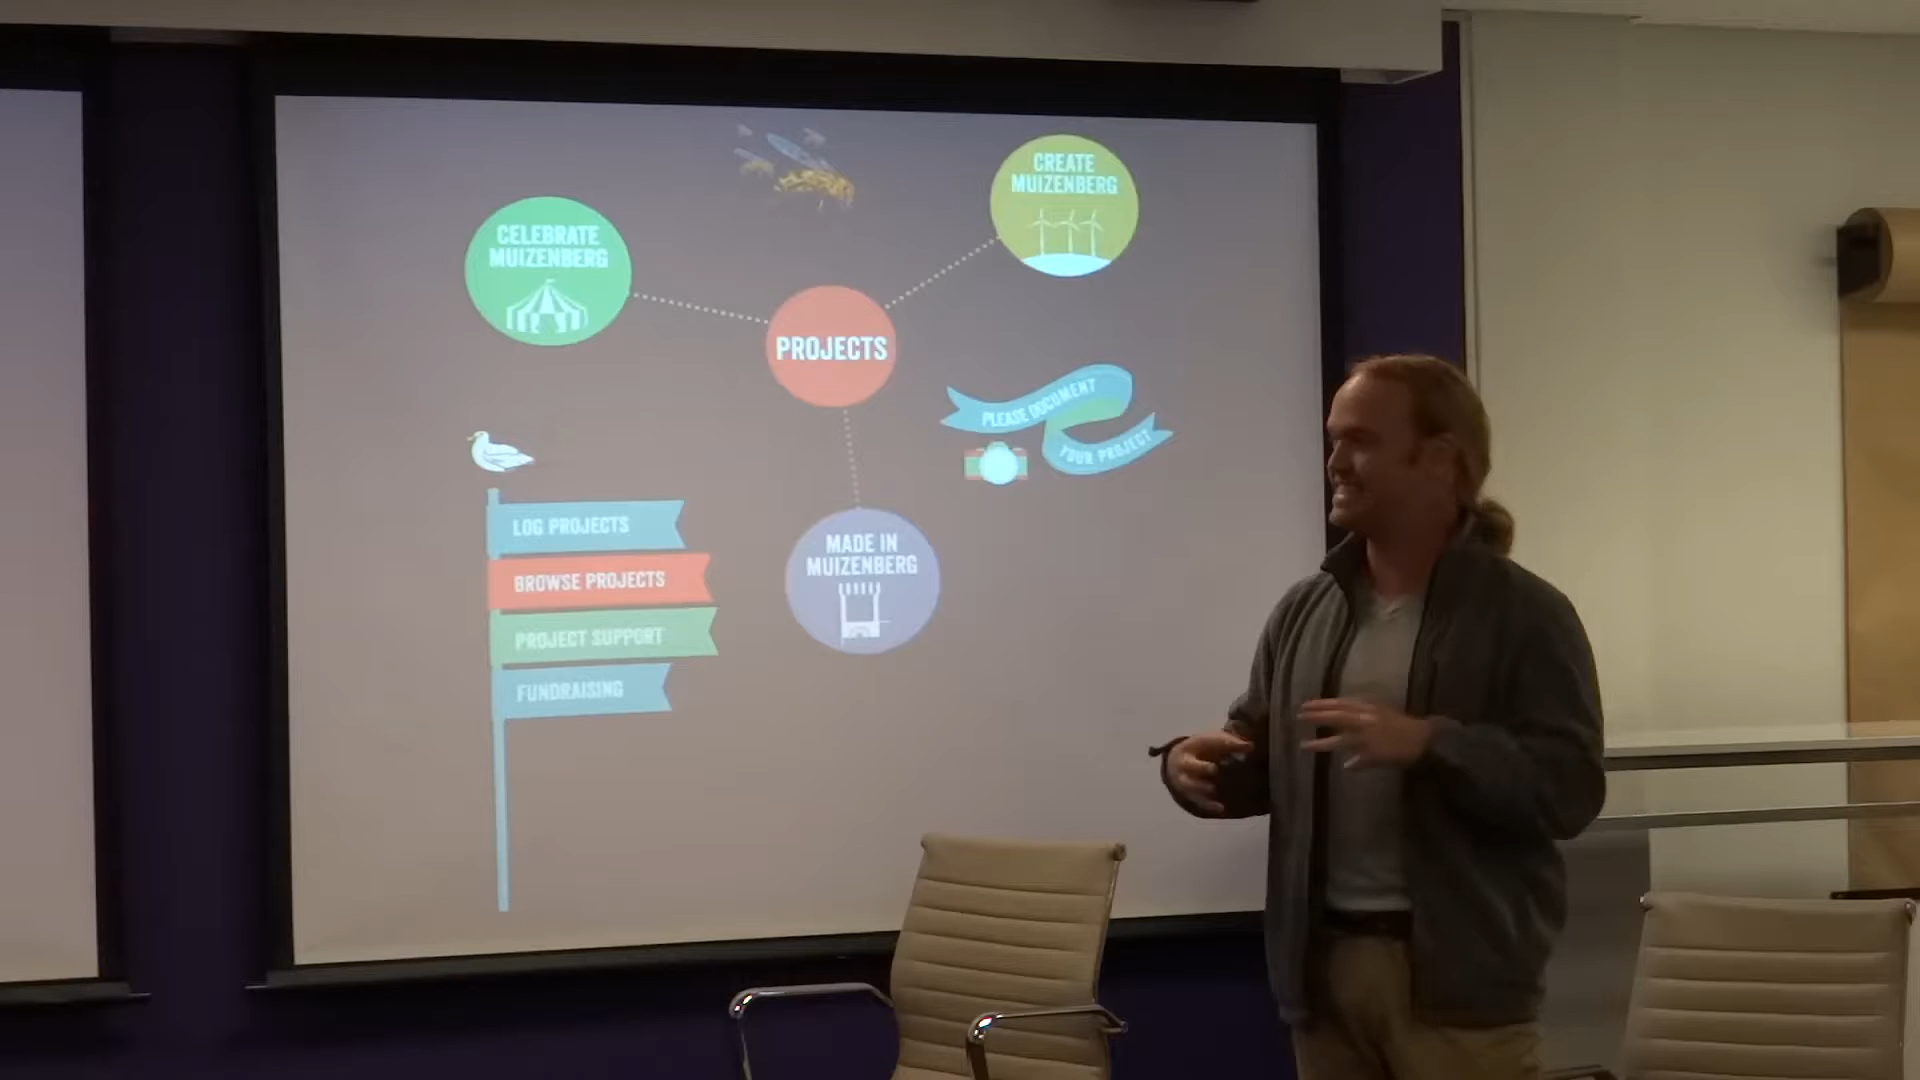 CELEBRATE
MUIZENBERG
CREATE
MUIZENBERG
PROJECTS
PLEASE DOCUMENT
YOUR PROJECT
LOG PROJECTS
BROWSE PROJECTS
PROJECT SUPPORT
FUNDRAISING
MADE IN
MUIZENBERG